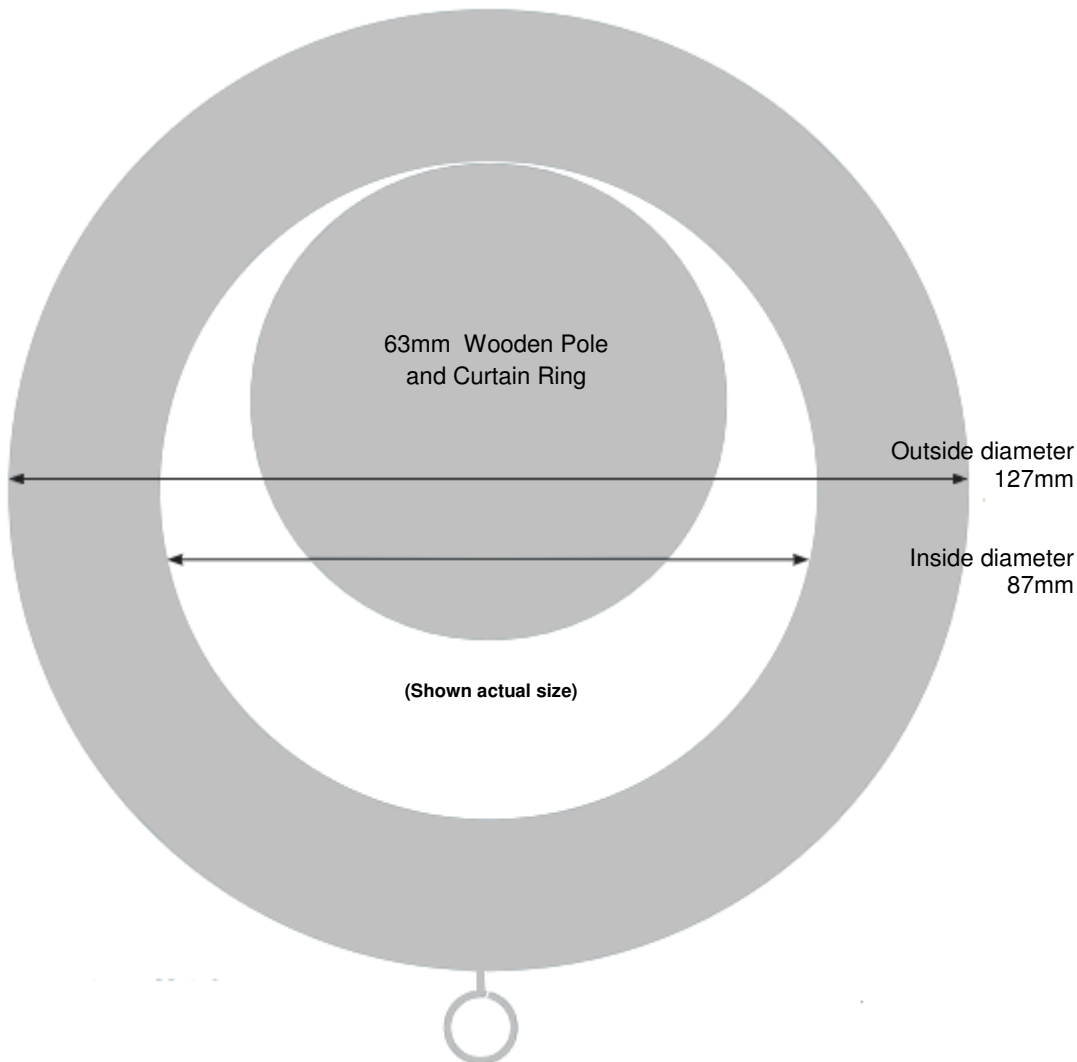 63mm Wooden Pole
and Curtain Ring
Outside diameter
127mm
Inside diameter
87mm
(Shown actual size)